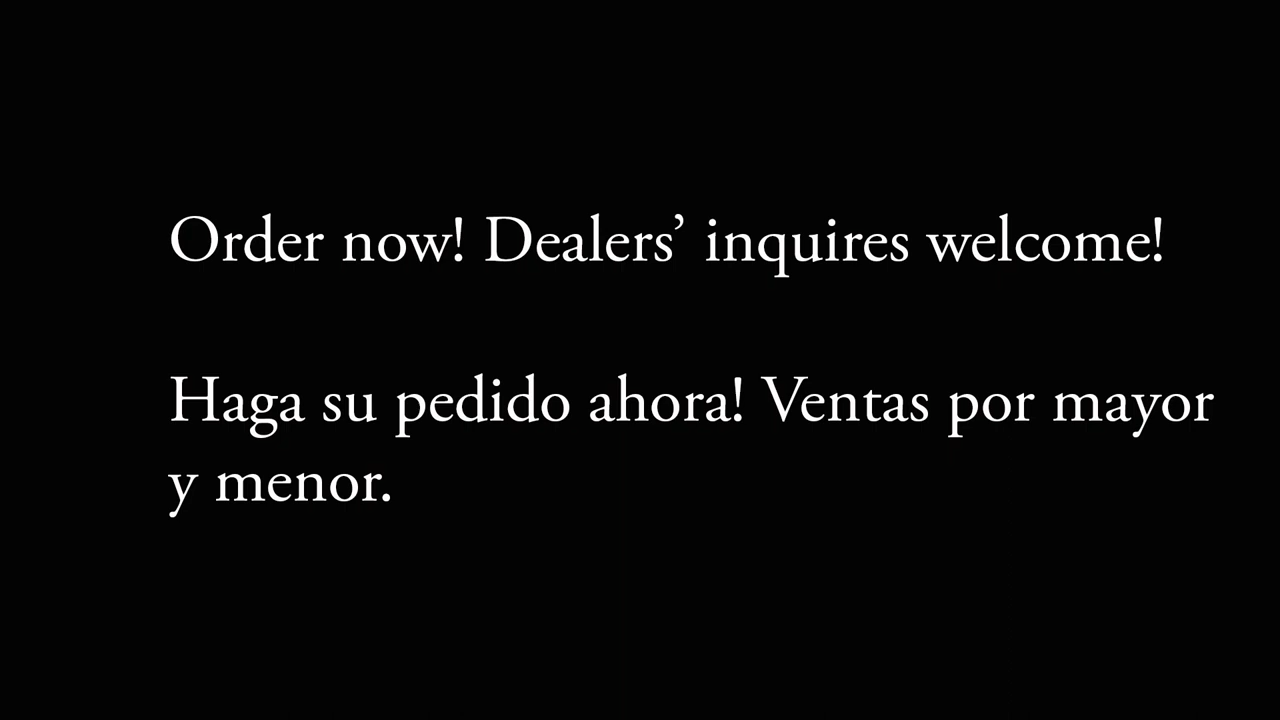 Order now! Dealers’ inquires welcome!
Haga su pedido ahora! Ventas por mayor
y menor.